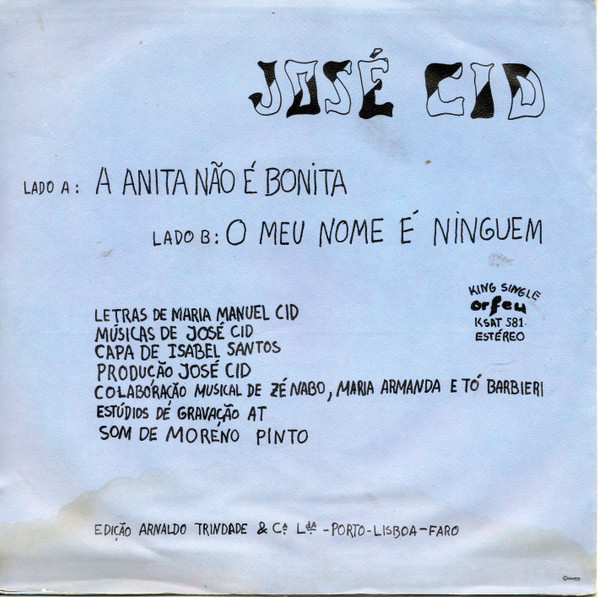 JOSÉ CID
LADO A: A ANITA NÃO É BONITA
LADO B: O MEU NOME É NINGUEM
KING SINGLE
orfeu
KSAT 581
ESTÉREO
LETRAS DE MARIA MANUEL CID
MÚSICAS DE JOSÉ CID
CAPA DE ISABEL SANTOS
PRODUÇÃO JOSÉ CID
COLABORAÇÃO MUSICAL DE ZÉ NABO, MARIA ARMANDA E TÓ BARBIERI
ESTÚDIOS DE GRAVAÇÃO AT
SOM DE MORENO PINTO
EDIÇÃO ARNALDO TRINDADE & Cª Lda - PORTO - LISBOA - FARO